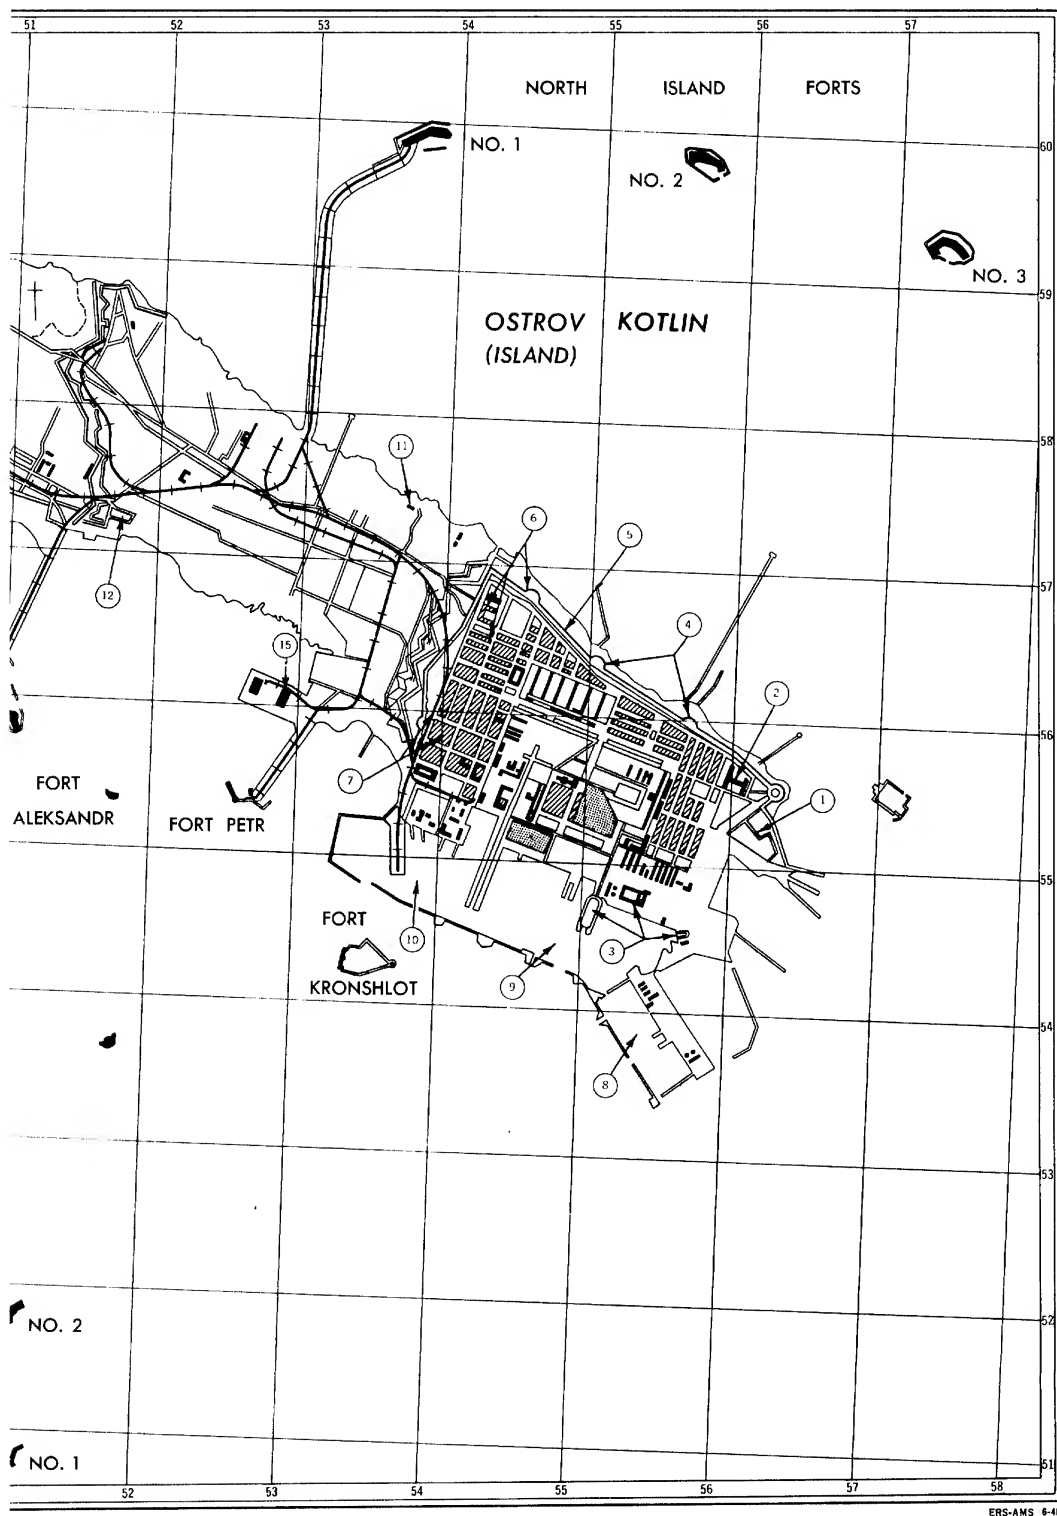 51 52 53 54 55 56 57
NORTH ISLAND FORTS
NO. 1
60
NO. 2
NO. 3
59
OSTROV KOTLIN
(ISLAND)
58
11
6
5
12
57
4
15
2
56
7
1
FORT
ALEKSANDR
FORT PETR
55
FORT
KRONSHLOT
10
3
9
54
8
53
NO. 2
52
NO. 1
51
52 53 54 55 56 57 58